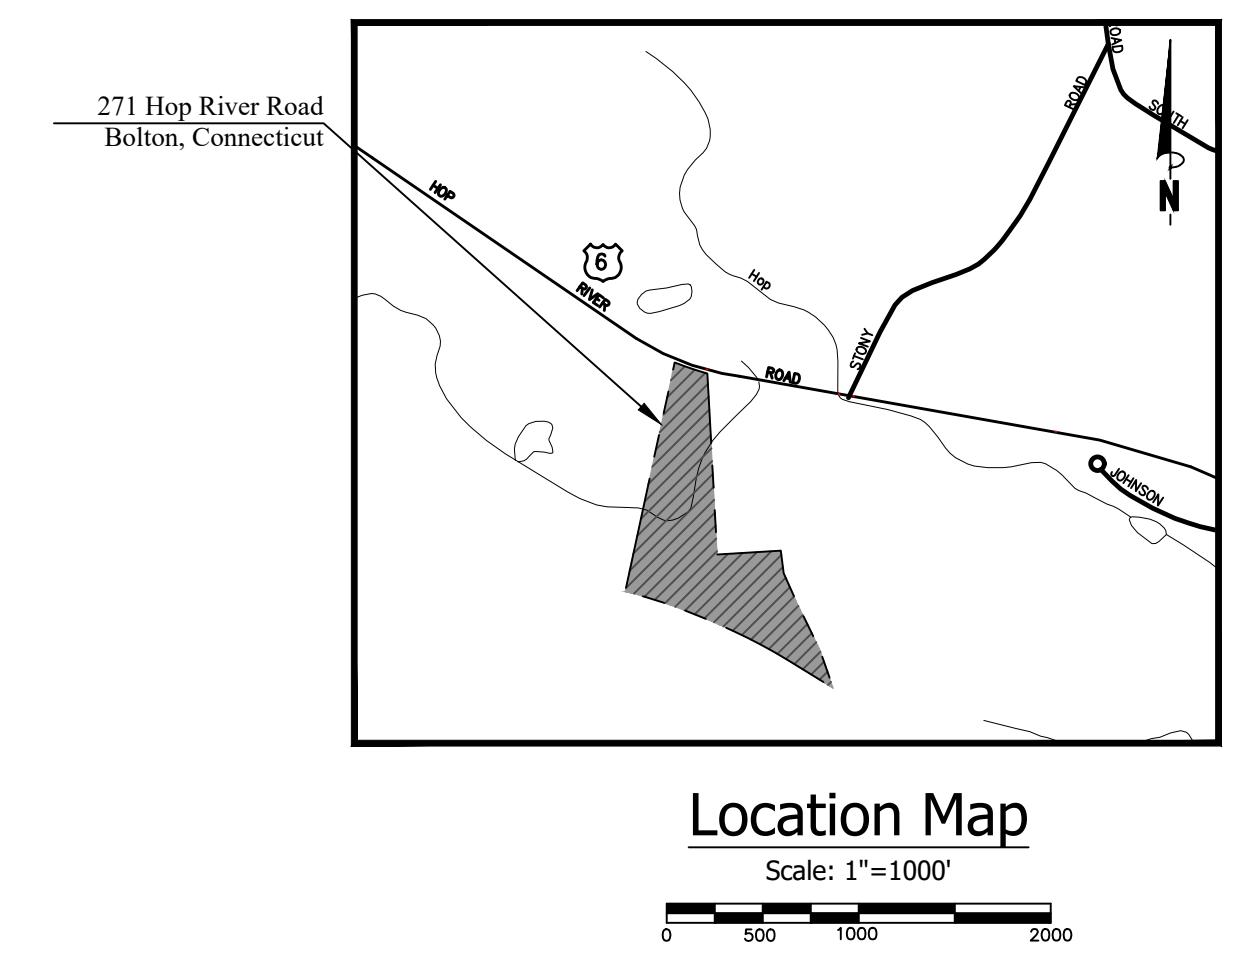 271 Hop River Road
Bolton, Connecticut
OAD
ROAD
SOUTH
N
HOP
6
RIVER
Hop
STONY
ROAD
JOHNSON
Location Map
Scale: 1"=1000'
0 500 1000 2000